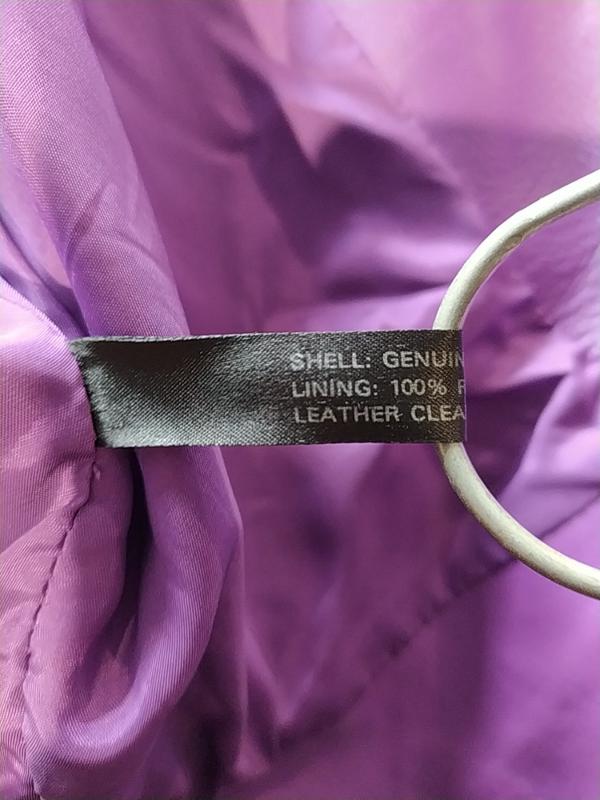 SHELL: GENUIN
LINING: 100%
LEATHER CLEA